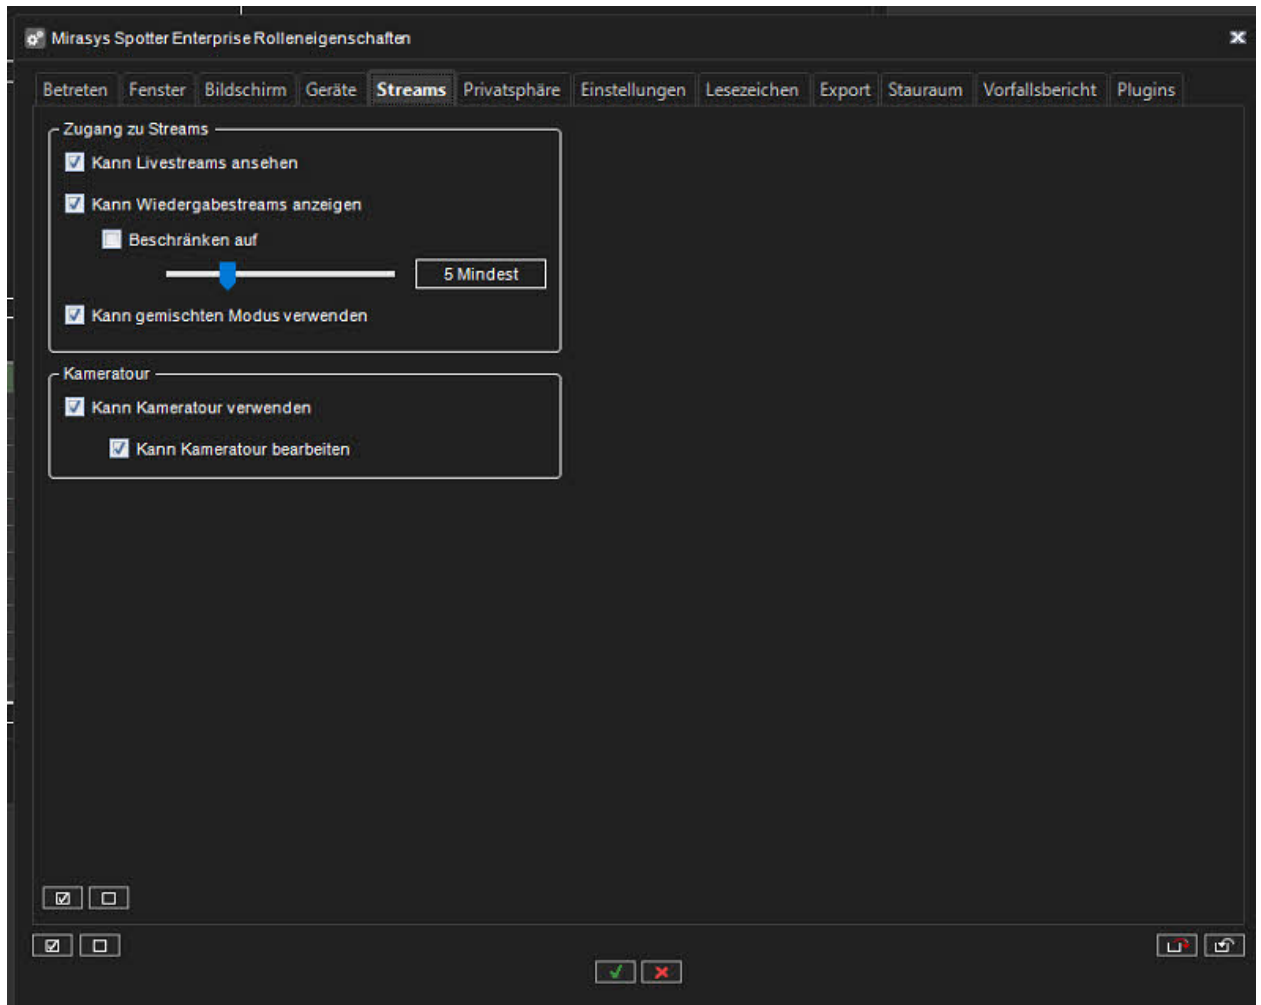 Mirasys Spotter Enterprise Rolleneigenschaften
Betreten Fenster Bildschirm Geräte Streams Privatsphäre Einstellungen Lesezeichen Export Stauraum Vorfallsbericht Plugins
Zugang zu Streams
Kann Livestreams ansehen
Kann Wiedergabestreams anzeigen
Beschränken auf
5 Mindest
Kann gemischten Modus verwenden
Kameratour
Kann Kameratour verwenden
Kann Kameratour bearbeiten